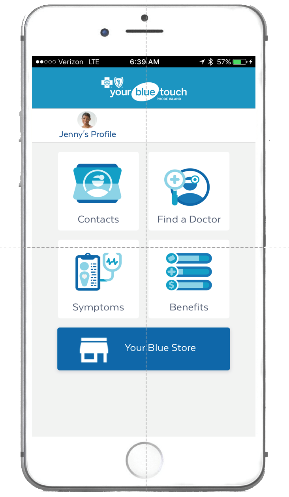 Verizon LTE 6:39 AM 57%
your blue touch
Jenny's Profile
Contacts Find a Doctor
Symptoms Benefits
Your Blue Store